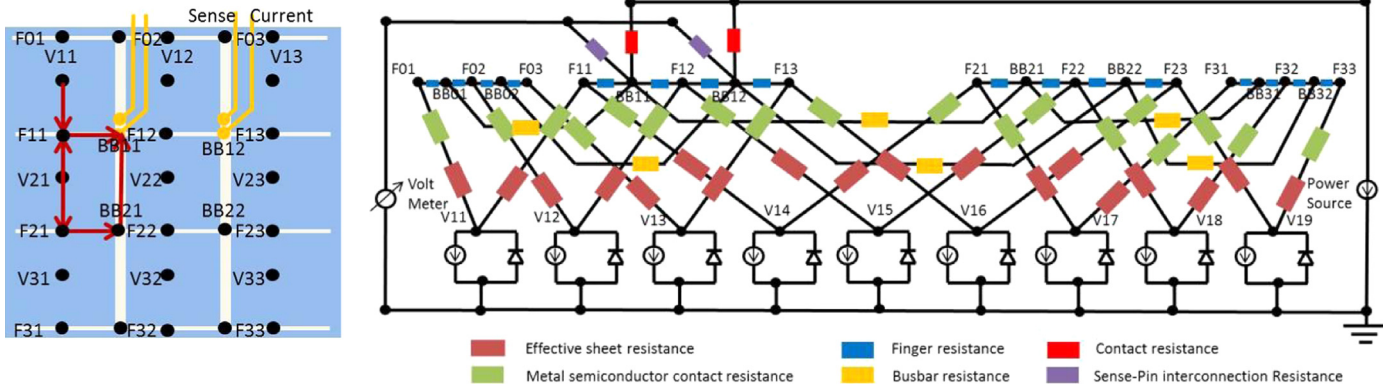 Sense Current
F01 F02 F03
V11 V12 V13
F11 F12 F13
BB11 BB12
V21 V22 V23
BB21 BB22
F21 F22 F23
V31 V32 V33
F31 F32 F33
F01 F02 F03 F11 F12 F13 F21 BB21 F22 BB22 F23 F31 F32 F33
BB01 BB02 BB11 BB12 BB31 BB32
Volt
Meter
Power
Source
V11 V12 V13 V14 V15 V16 V17 V18 V19
Effective sheet resistance Finger resistance Contact resistance
Metal semiconductor contact resistance Busbar resistance Sense-Pin interconnection Resistance